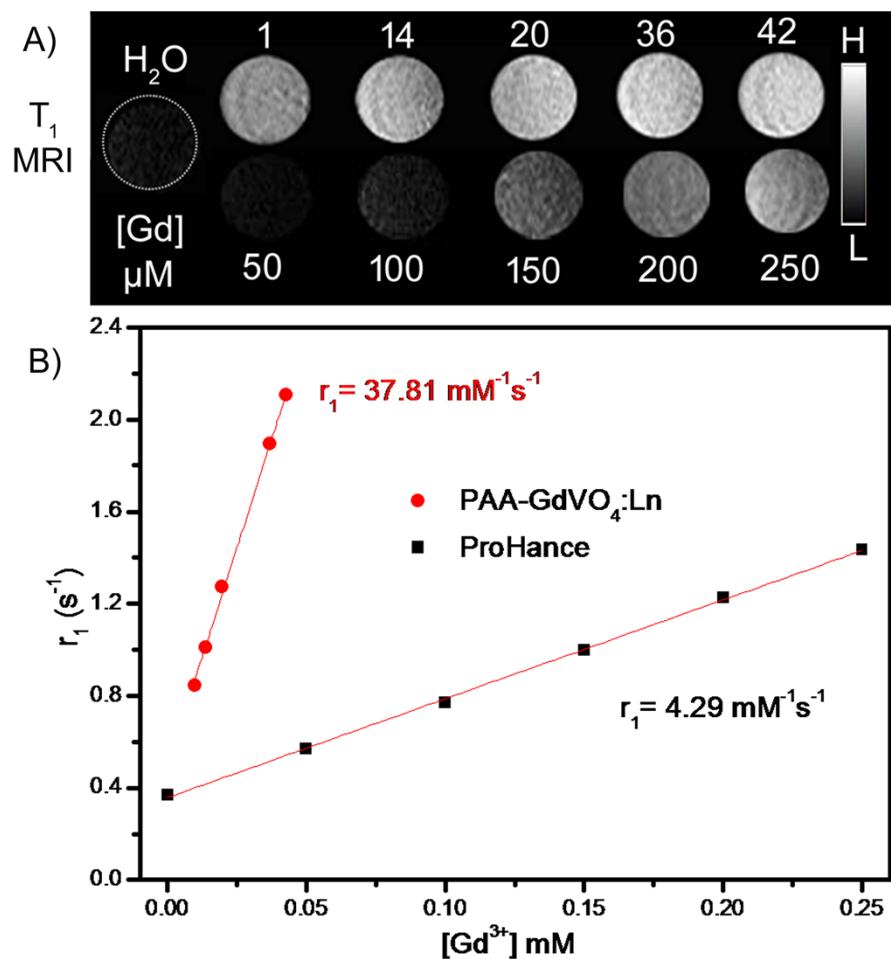 A)
H₂O
1 14 20 36 42
H
T₁
MRI
[Gd]
µM
50 100 150 200 250
L
B)
2.4
2.0
1.6
1.2
0.8
0.4
0.0
r₁ (s⁻¹)
r₁= 37.81 mM⁻¹s⁻¹
PAA-GdVO₄:Ln
ProHance
r₁= 4.29 mM⁻¹s⁻¹
0.00 0.05 0.10 0.15 0.20 0.25
[Gd³⁺] mM